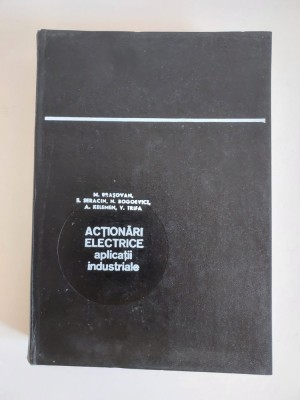 M. BRAȘOVAN,
E. SERACIN, N. BOGOEVICI,
A. KELEMEN, V. TRIFA
ACȚIONĂRI
ELECTRICE
aplicații
industriale